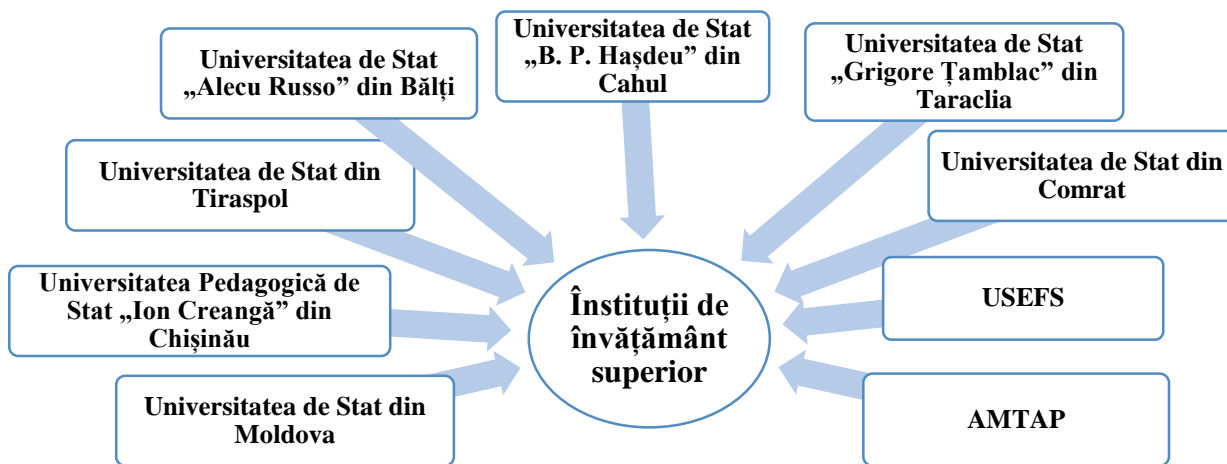 Universitatea de Stat
„Alecu Russo” din Bălți
Universitatea de Stat
„B. P. Hașdeu” din
Cahul
Universitatea de Stat
„Grigore Țamblac” din
Taraclia
Universitatea de Stat din
Tiraspol
Universitatea de Stat din
Comrat
Universitatea Pedagogică de
Stat „Ion Creangă” din
Chișinău
Înstituții de
învățământ
superior
USEFS
Universitatea de Stat din
Moldova
AMTAP